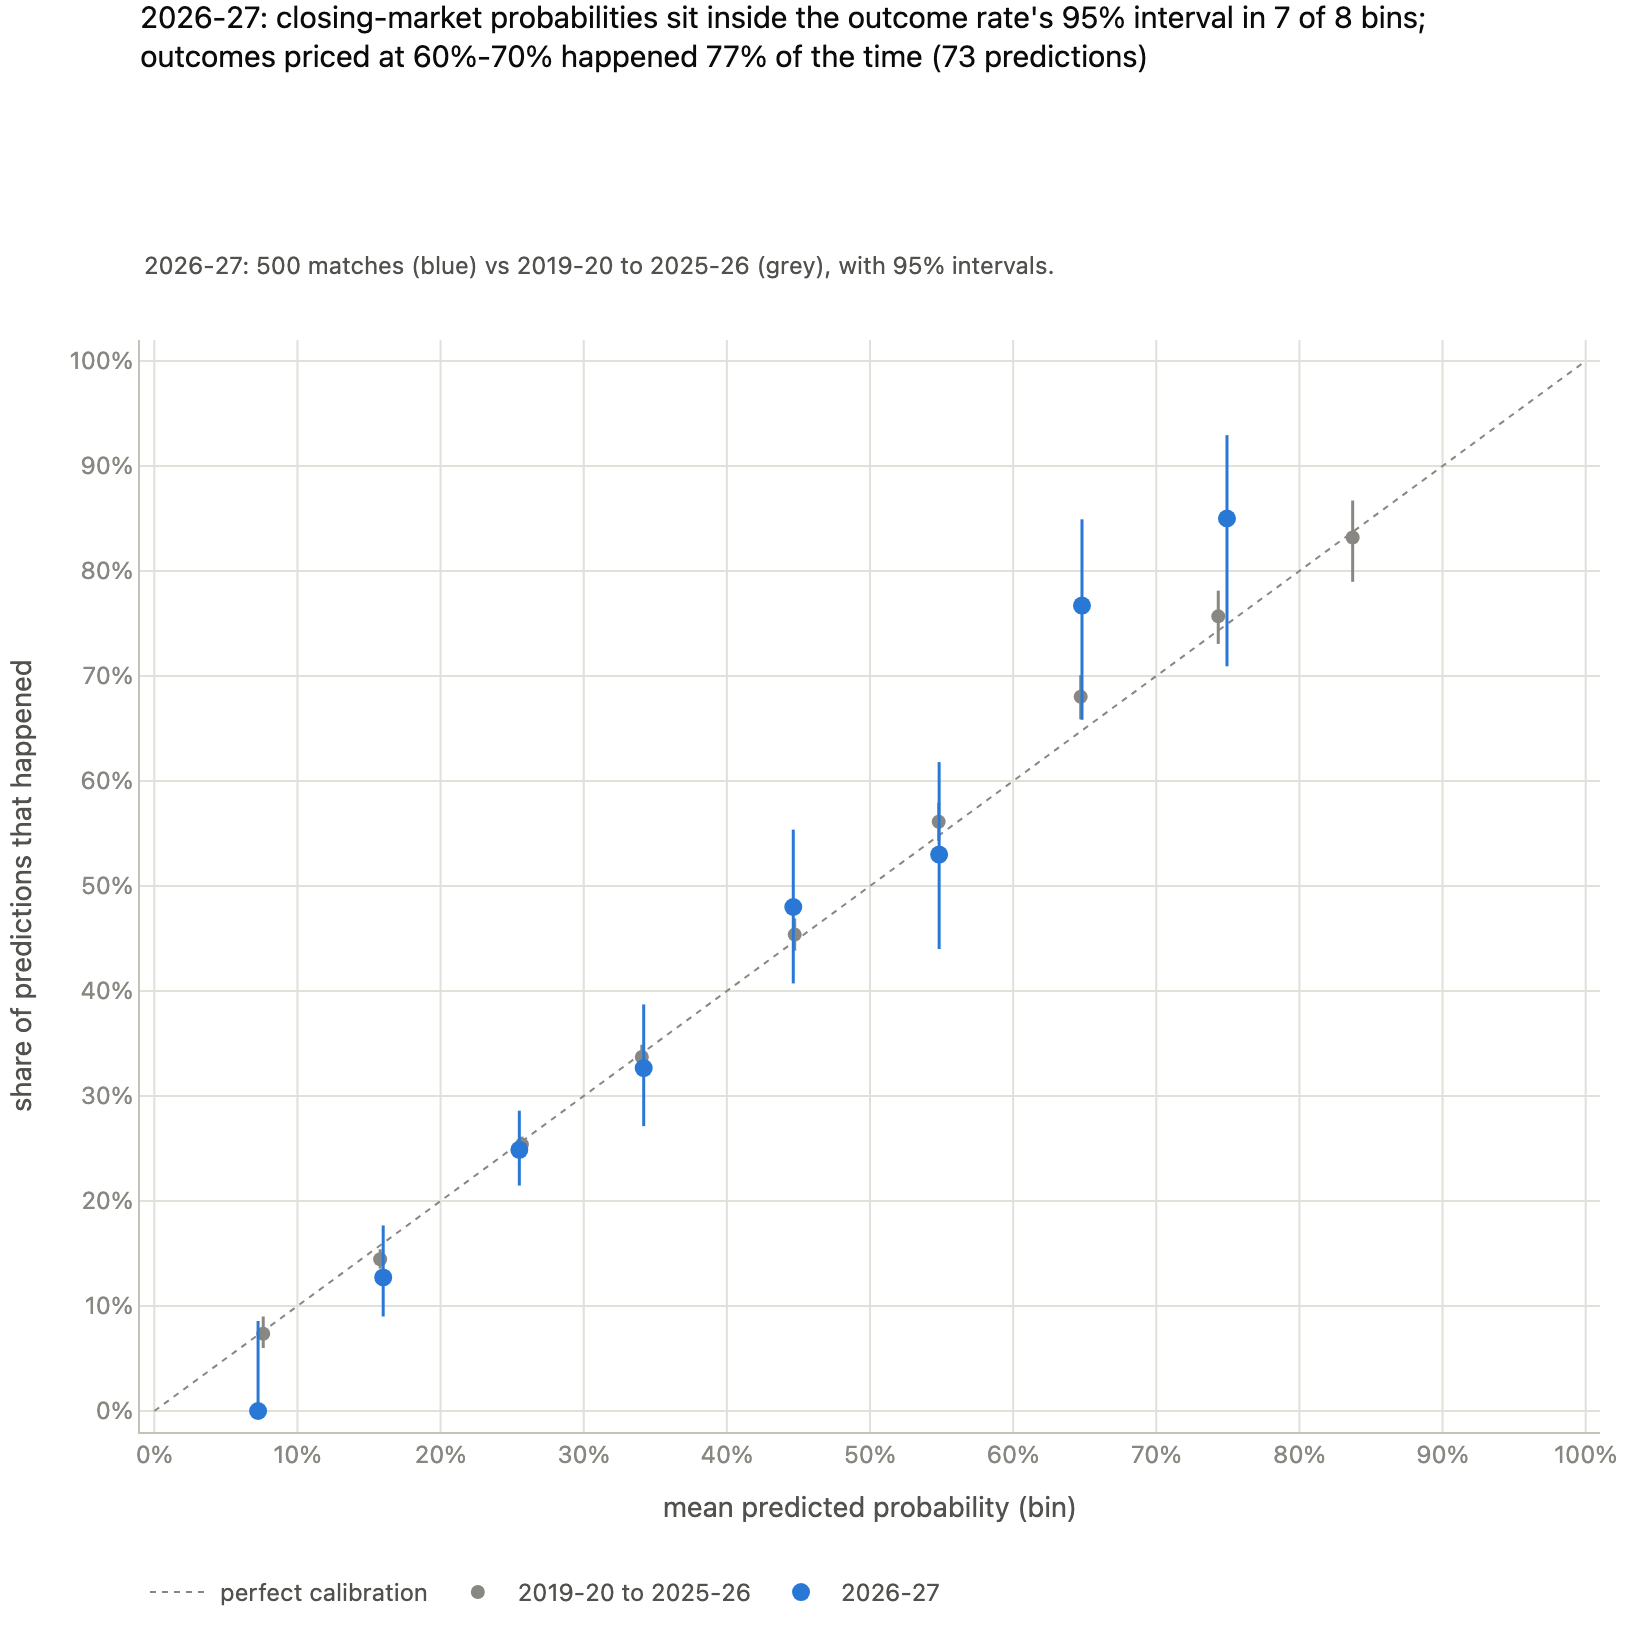 2026-27: closing-market probabilities sit inside the outcome rate's 95% interval in 7 of 8 bins;
outcomes priced at 60%-70% happened 77% of the time (73 predictions)
2026-27: 500 matches (blue) vs 2019-20 to 2025-26 (grey), with 95% intervals.
share of predictions that happened
100%
90%
80%
70%
60%
50%
40%
30%
20%
10%
0%
0% 10% 20% 30% 40% 50% 60% 70% 80% 90% 100%
mean predicted probability (bin)
perfect calibration 2019-20 to 2025-26 2026-27